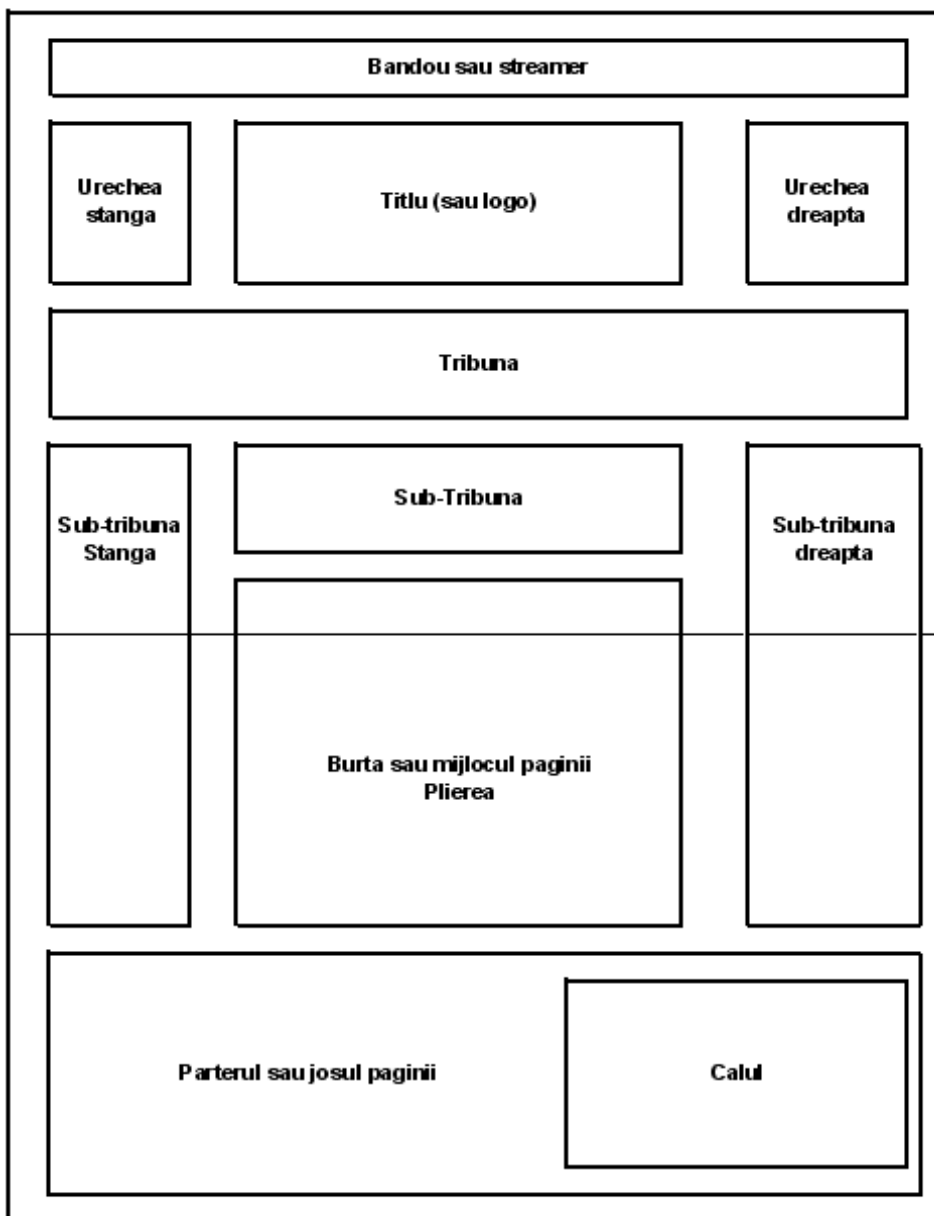 Bandou sau streamer
Urechea
stanga
Titlu (sau logo)
Urechea
dreapta
Tribuna
Sub-tribuna
Stanga
Sub-Tribuna
Sub-tribuna
dreapta
Burta sau mijlocul paginii
Plierea
Parterul sau josul paginii
Calul